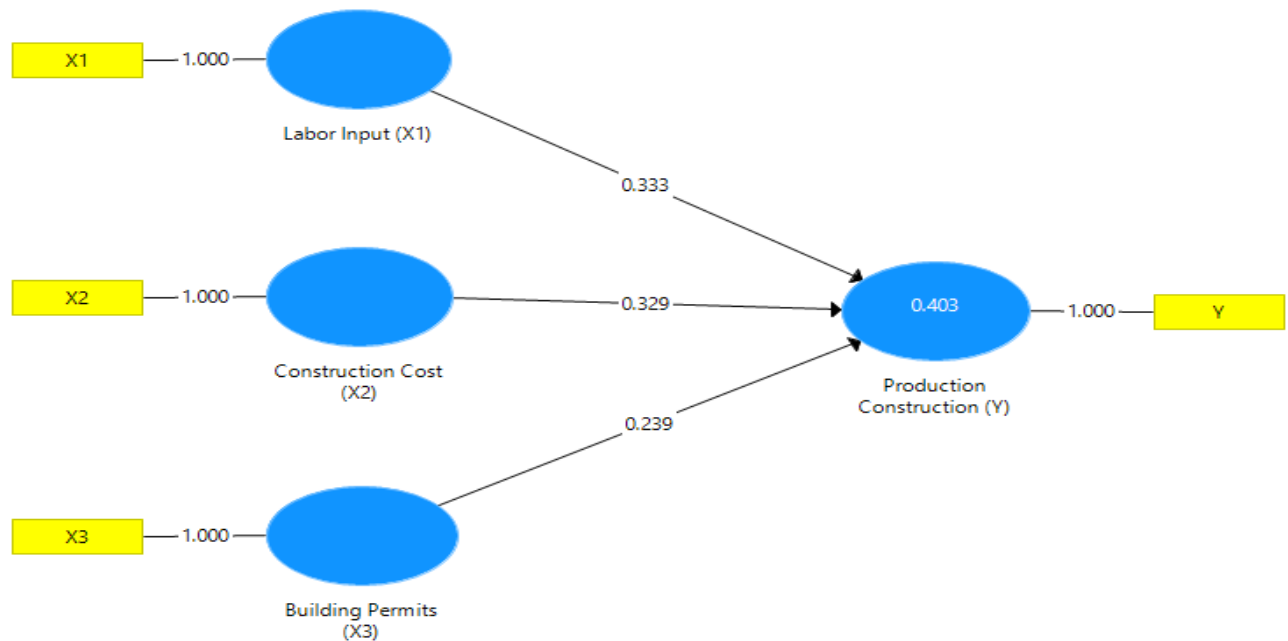 X1
1.000
Labor Input (X1)
0.333
X2
1.000
Construction Cost
(X2)
0.329
0.403
1.000
Y
Production
Construction (Y)
0.239
X3
1.000
Building Permits
(X3)